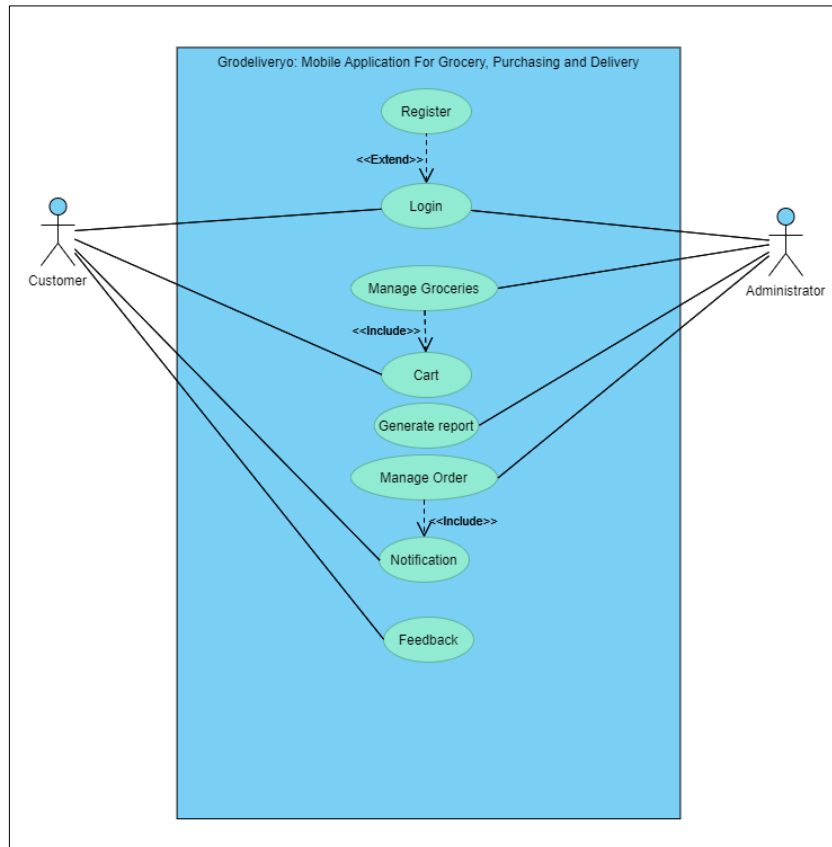 Grodeliveryo: Mobile Application For Grocery, Purchasing and Delivery
Register
<<Extend>>
Login
Customer
Administrator
Manage Groceries
<<Include>>
Cart
Generate report
Manage Order
<<Include>>
Notification
Feedback